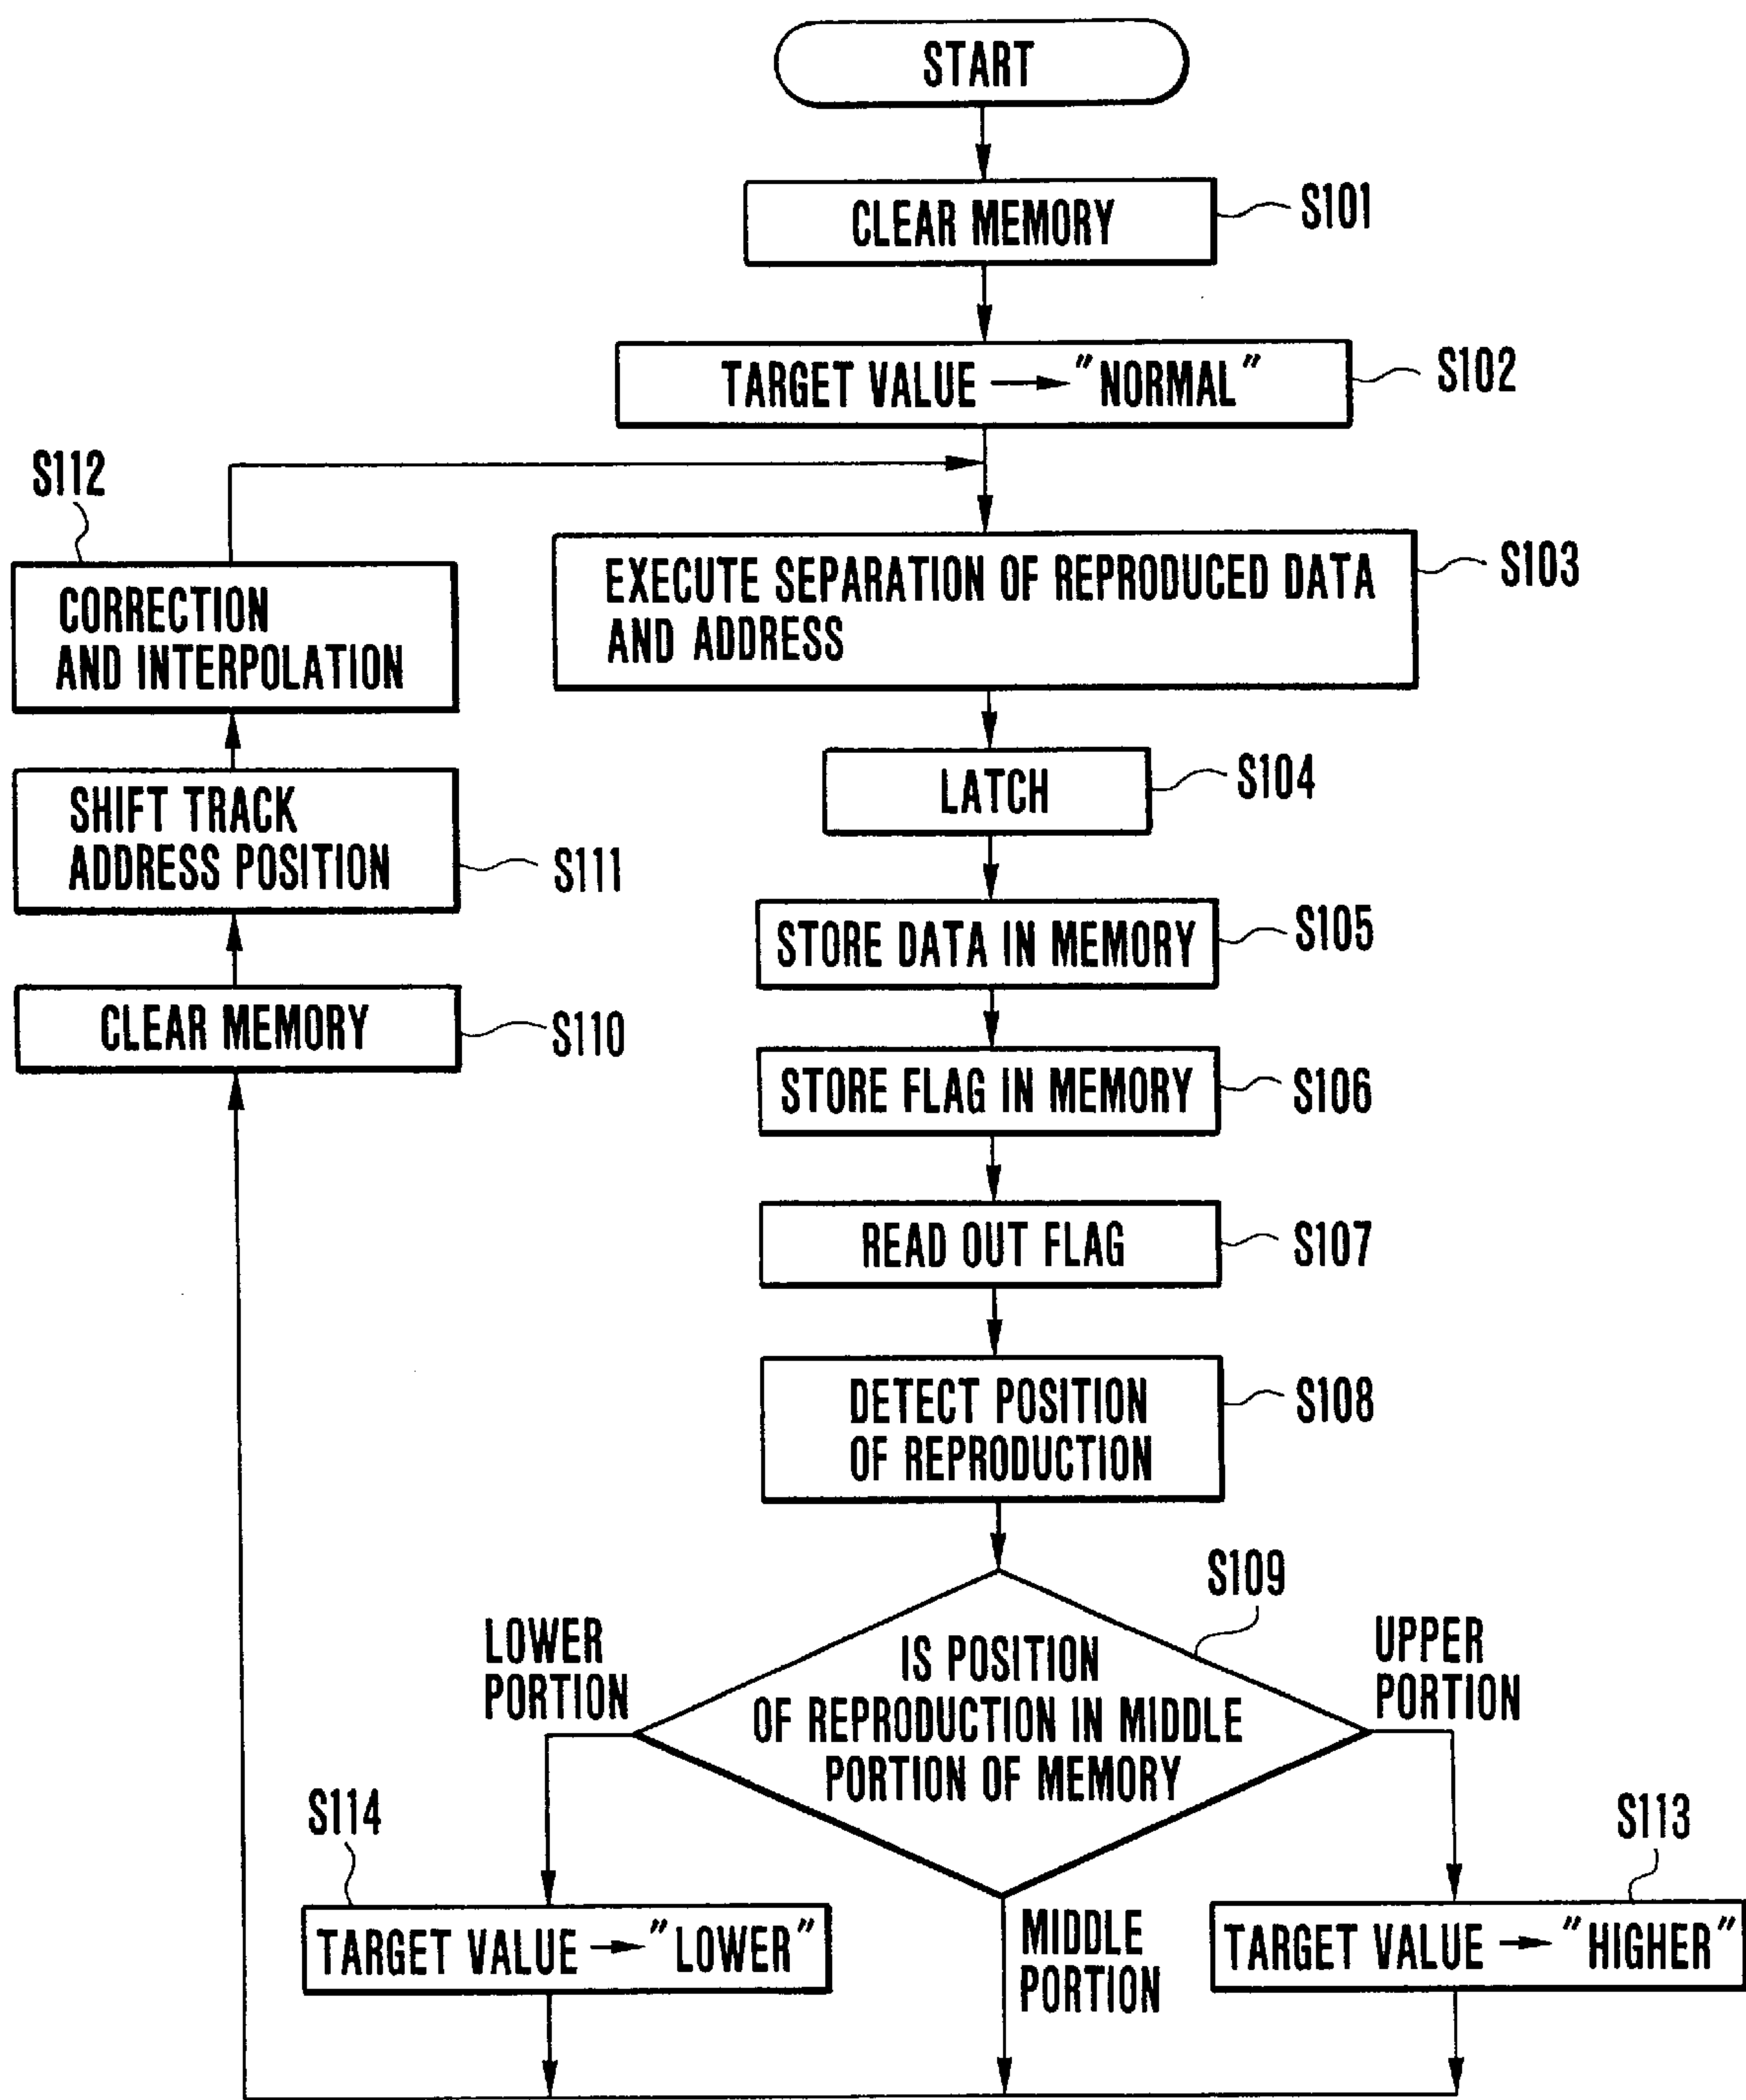 START
CLEAR MEMORY
S101
TARGET VALUE → "NORMAL"
S102
S112
CORRECTION
AND INTERPOLATION
EXECUTE SEPARATION OF REPRODUCED DATA
AND ADDRESS
S103
SHIFT TRACK
ADDRESS POSITION
S111
LATCH
S104
STORE DATA IN MEMORY
S105
CLEAR MEMORY
S110
STORE FLAG IN MEMORY
S106
READ OUT FLAG
S107
DETECT POSITION
OF REPRODUCTION
S108
S109
LOWER
PORTION
IS POSITION
OF REPRODUCTION IN MIDDLE
PORTION OF MEMORY
UPPER
PORTION
S114
TARGET VALUE → "LOWER"
MIDDLE
PORTION
S113
TARGET VALUE → "HIGHER"